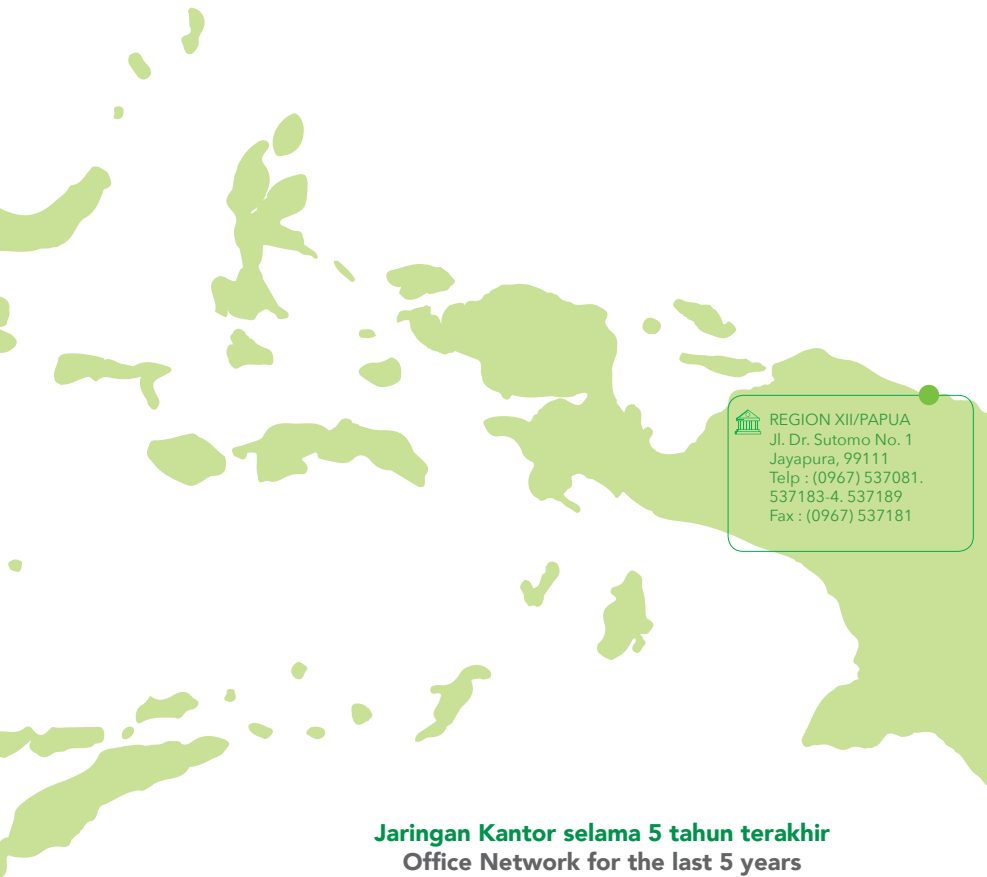 REGION XII/PAPUA
Jl. Dr. Sutomo No. 1
Jayapura, 99111
Telp : (0967) 537081.
537183-4. 537189
Fax : (0967) 537181
Jaringan Kantor selama 5 tahun terakhir
Office Network for the last 5 years